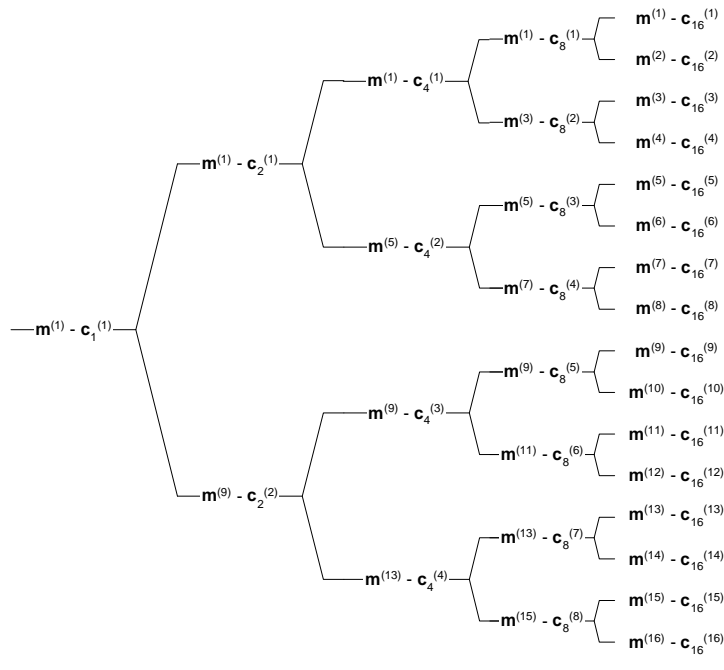 m(1) - c16(1)
m(1) - c8(1)
m(2) - c16(2)
m(1) - c4(1)
m(3) - c16(3)
m(3) - c8(2)
m(4) - c16(4)
m(1) - c2(1)
m(5) - c16(5)
m(5) - c8(3)
m(6) - c16(6)
m(5) - c4(2)
m(7) - c16(7)
m(7) - c8(4)
m(8) - c16(8)
m(1) - c1(1)
m(9) - c16(9)
m(9) - c8(5)
m(10) - c16(10)
m(9) - c4(3)
m(11) - c16(11)
m(11) - c8(6)
m(12) - c16(12)
m(9) - c2(2)
m(13) - c16(13)
m(13) - c8(7)
m(14) - c16(14)
m(13) - c4(4)
m(15) - c16(15)
m(15) - c8(8)
m(16) - c16(16)